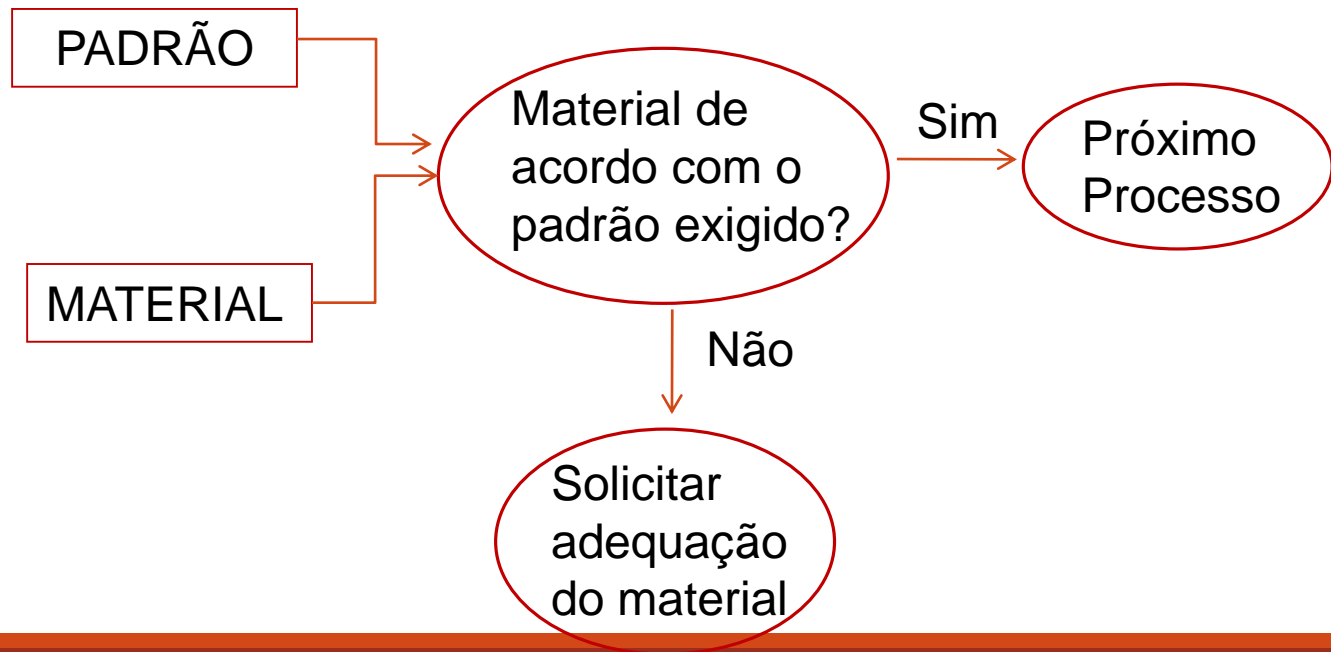 PADRÃO
Material de
acordo com o
padrão exigido?
Sim
Próximo
Processo
MATERIAL
Não
Solicitar
adequação
do material